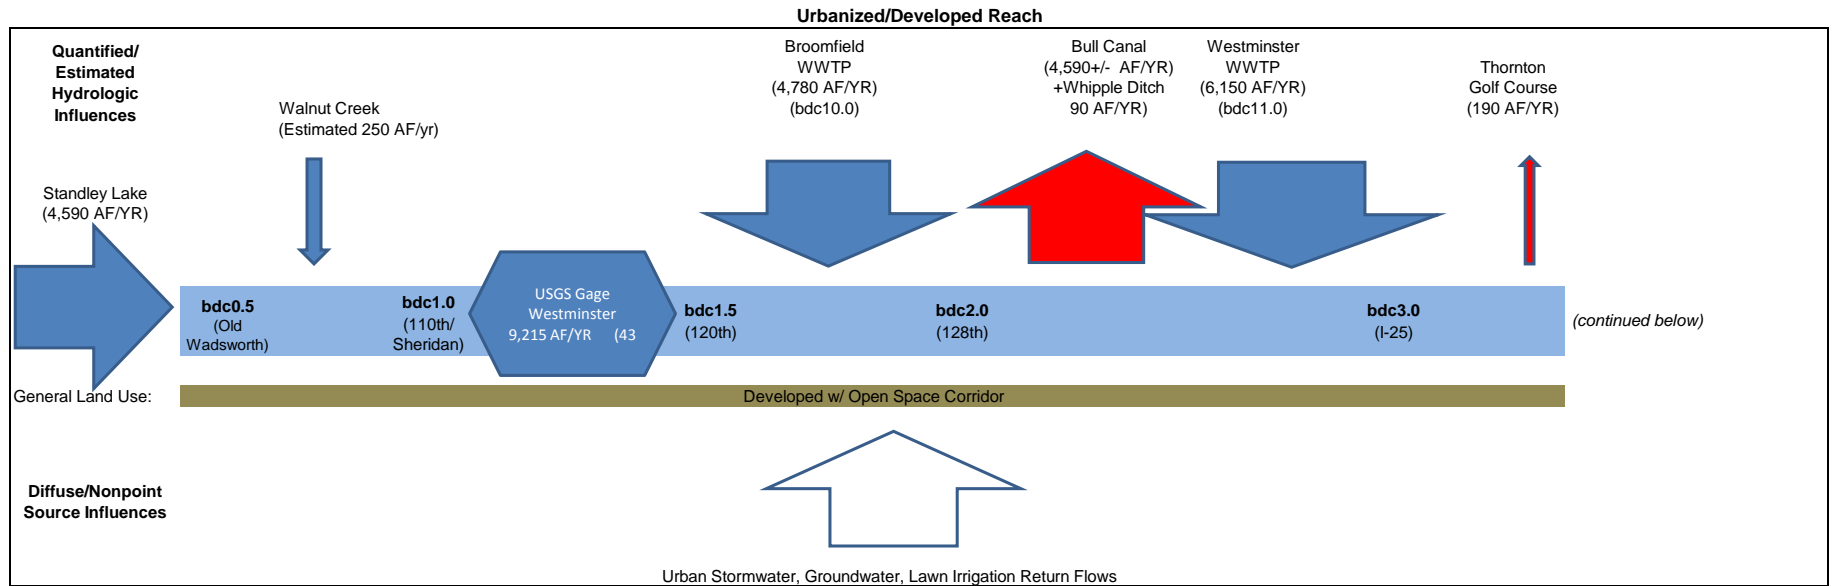 Urbanized/Developed Reach
Quantified/
Estimated
Hydrologic
Influences
Walnut Creek
(Estimated 250 AF/yr)
Broomfield
WWTP
(4,780 AF/YR)
(bdc10.0)
Bull Canal
(4,590+/-  AF/YR)
+Whipple Ditch
90 AF/YR)
Westminster
WWTP
(6,150 AF/YR)
(bdc11.0)
Thornton
Golf Course
(190 AF/YR)
Standley Lake
(4,590 AF/YR)
bdc0.5
(Old
Wadsworth)
bdc1.0
(110th/
Sheridan)
USGS Gage
Westminster
9,215 AF/YR    (43
bdc1.5
(120th)
bdc2.0
(128th)
bdc3.0
(I-25)
(continued below)
General Land Use:
Developed w/ Open Space Corridor
Diffuse/Nonpoint
Source Influences
Urban Stormwater, Groundwater, Lawn Irrigation Return Flows